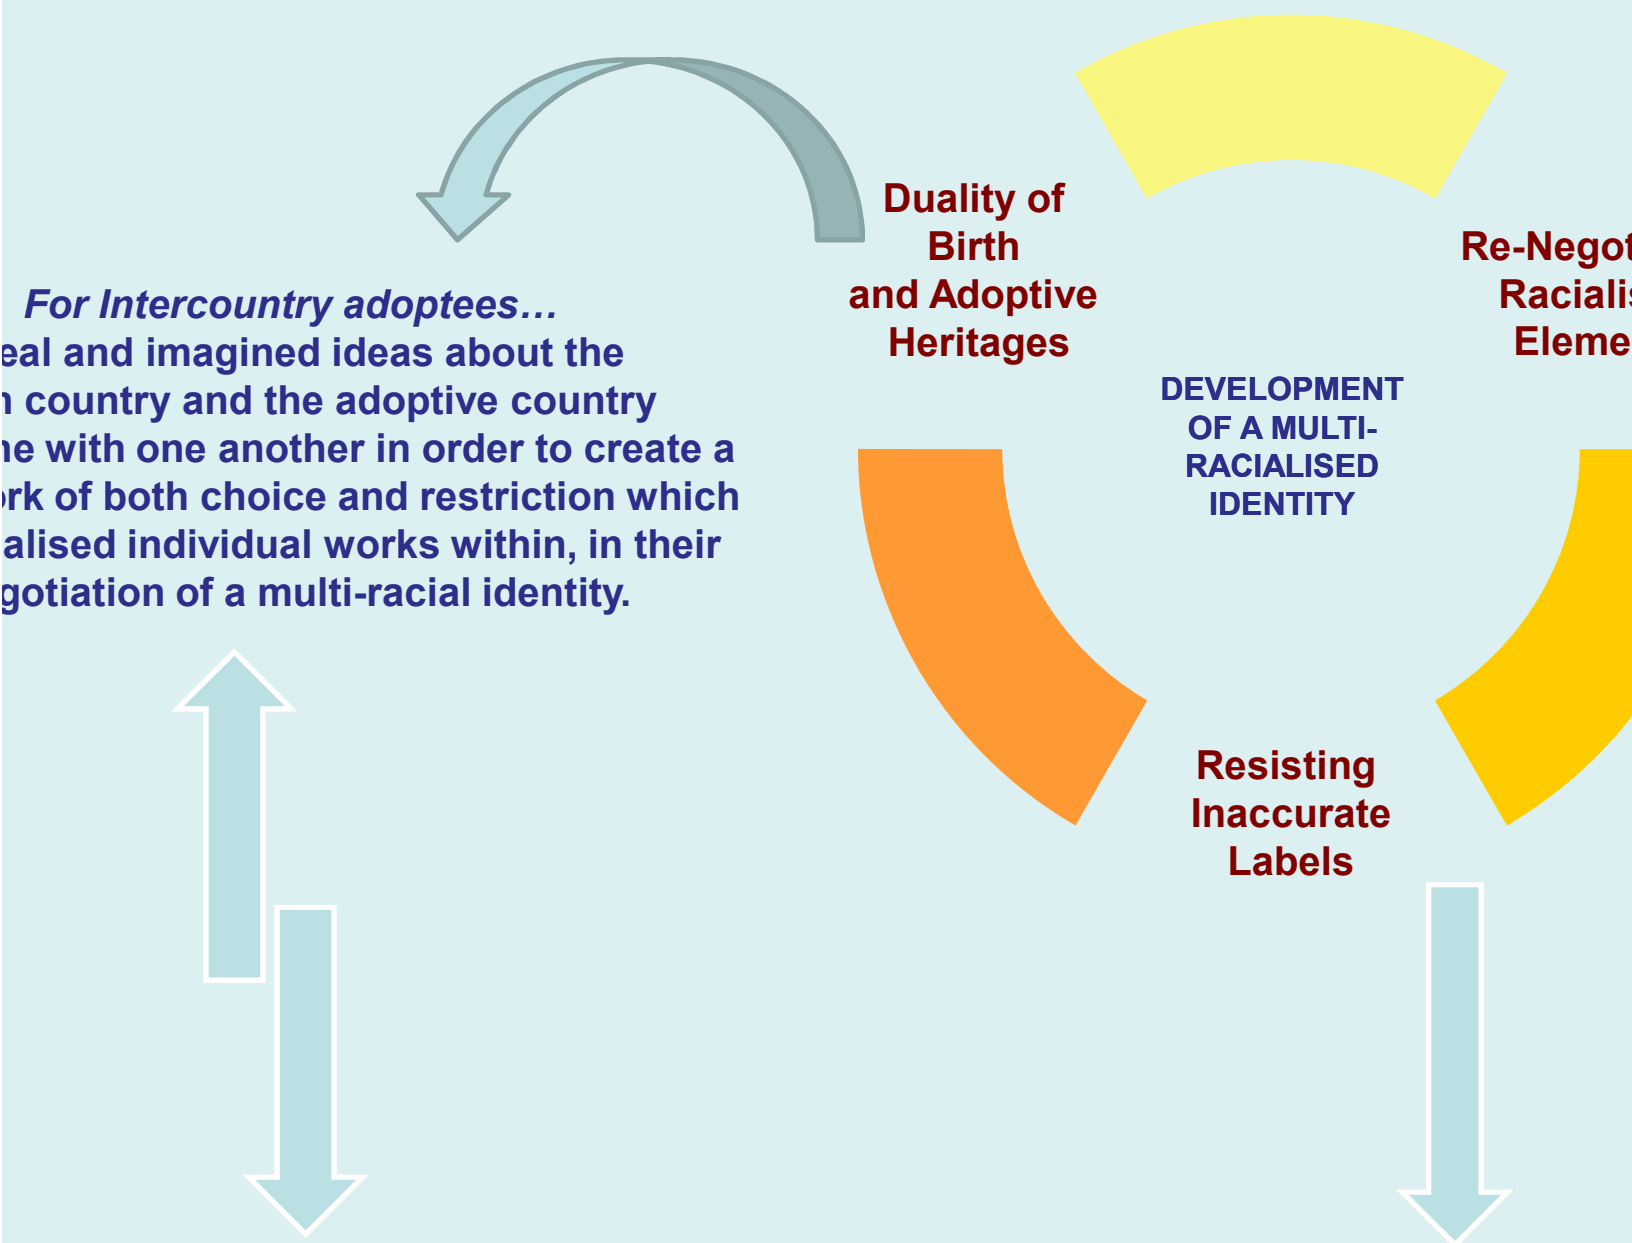 For Intercountry adoptees…
eal and imagined ideas about the
country and the adoptive country
with one another in order to create a
of both choice and restriction which
alised individual works within, in their
gotiation of a multi-racial identity.
Duality of
Birth
and Adoptive
Heritages
Re-Negot
Racialis
Eleme
DEVELOPMENT
OF A MULTI-
RACIALISED
IDENTITY
Resisting
Inaccurate
Labels